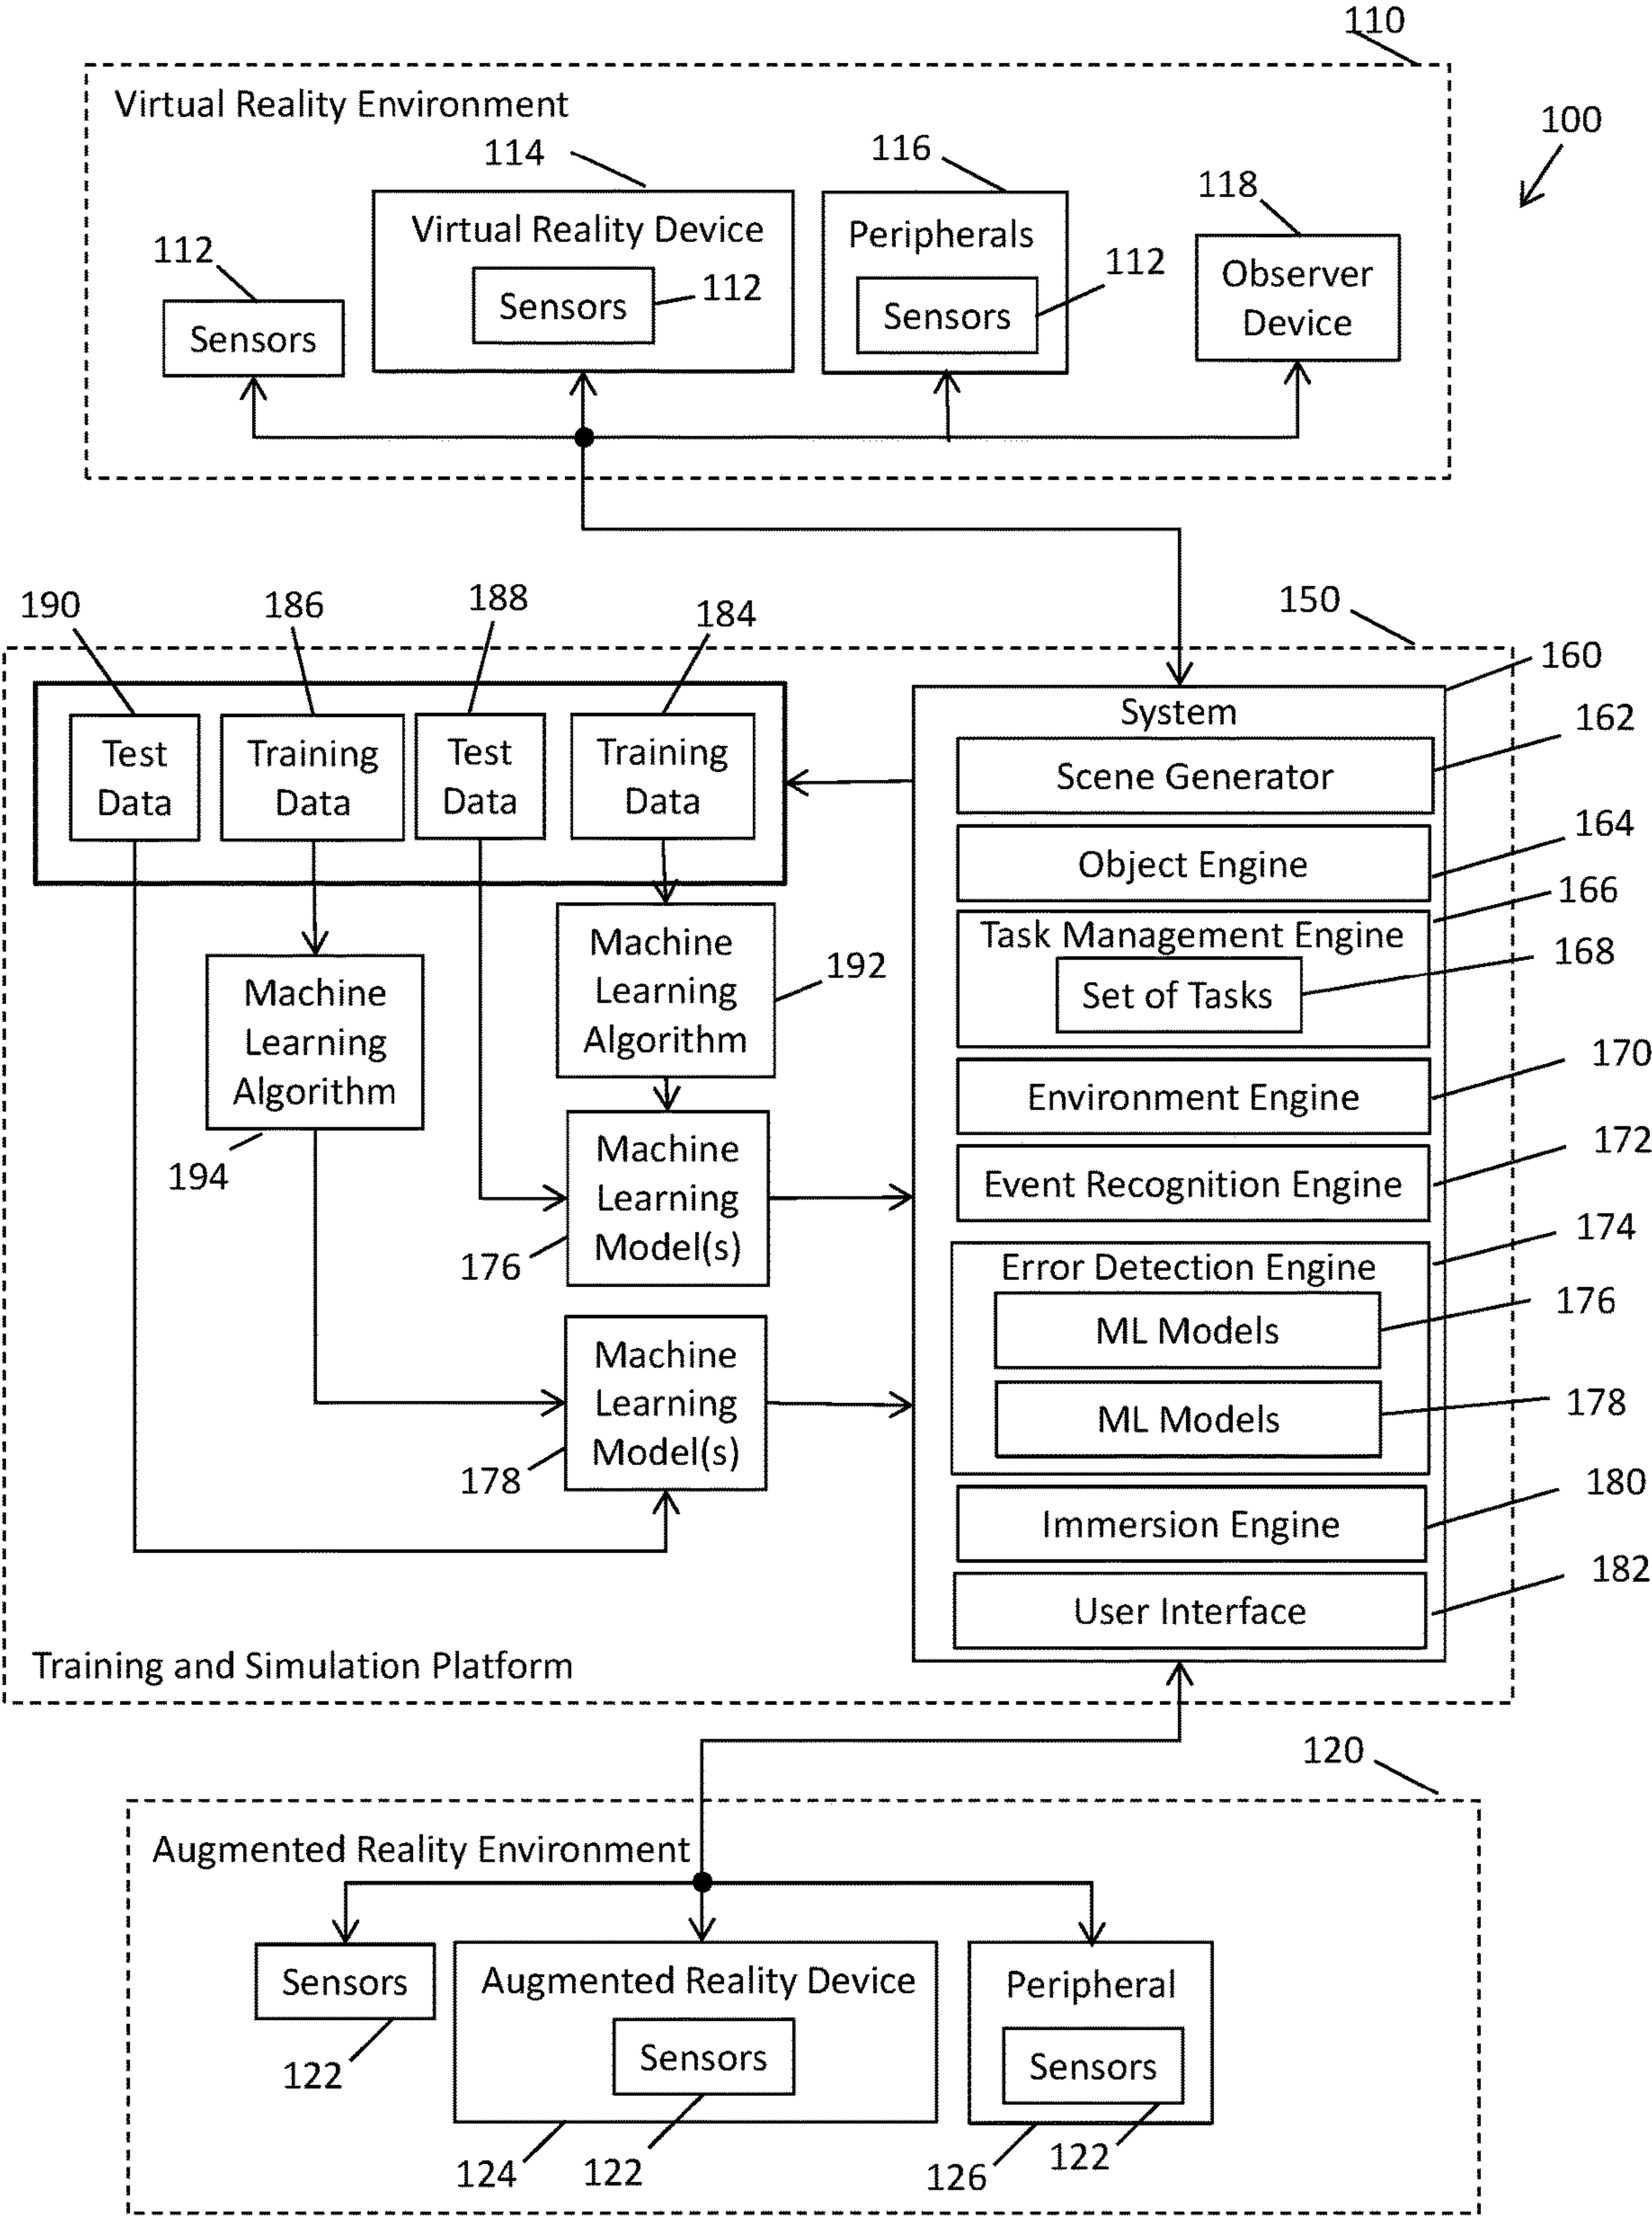 110
Virtual Reality Environment
100
114
116
118
112
Virtual Reality Device
Peripherals
112
Sensors
112
Sensors
Sensors
Observer
Device
190
186
188
184
150
160
System
162
Test
Data
Training
Data
Test
Data
Training
Data
Scene Generator
164
Object Engine
166
Task Management Engine
168
Set of Tasks
Machine
Learning
Algorithm
192
Machine
Learning
Algorithm
194
170
Environment Engine
172
Event Recognition Engine
Machine
Learning
Model(s)
176
174
Error Detection Engine
176
ML Models
178
ML Models
Machine
Learning
Model(s)
178
180
Immersion Engine
182
User Interface
Training and Simulation Platform
120
Augmented Reality Environment
Sensors
122
Augmented Reality Device
Sensors
124
122
Peripheral
Sensors
126
122